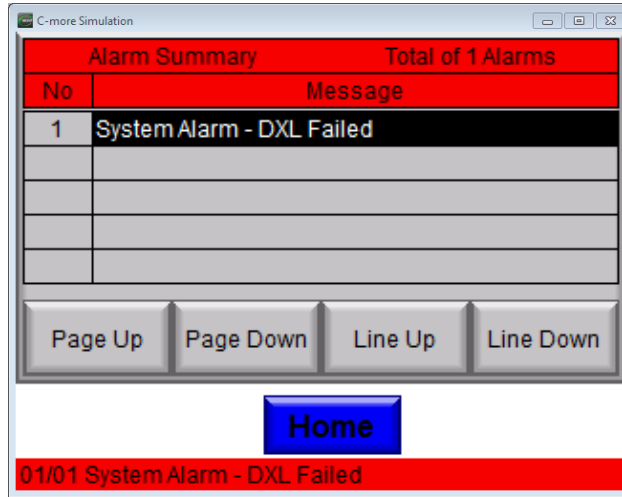 C-more Simulation
Alarm Summary Total of 1 Alarms
No Message
1 System Alarm - DXL Failed
Page Up Page Down Line Up Line Down
Home
01/01 System Alarm - DXL Failed